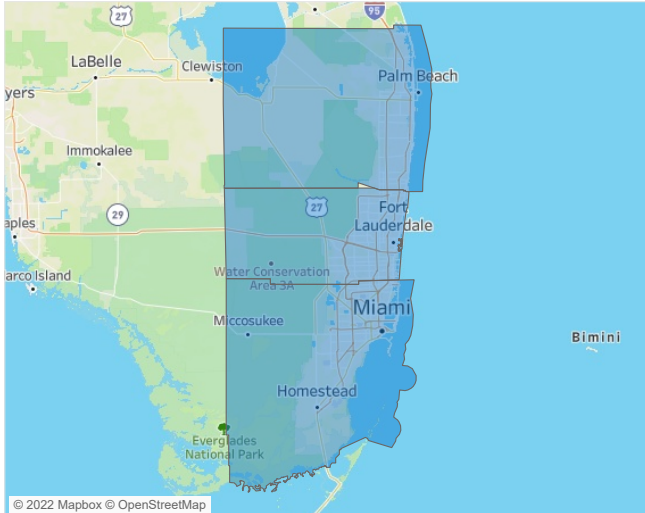 27
95
LaBelle
Clewiston
Palm Beach
yers
Immokalee
29
27
Fort
Lauderdale
aples
Water Conservation
Area 3A
arco Island
Miccosukee
Miami
Bimini
Homestead
Everglades
National Park
© 2022 Mapbox © OpenStreetMap